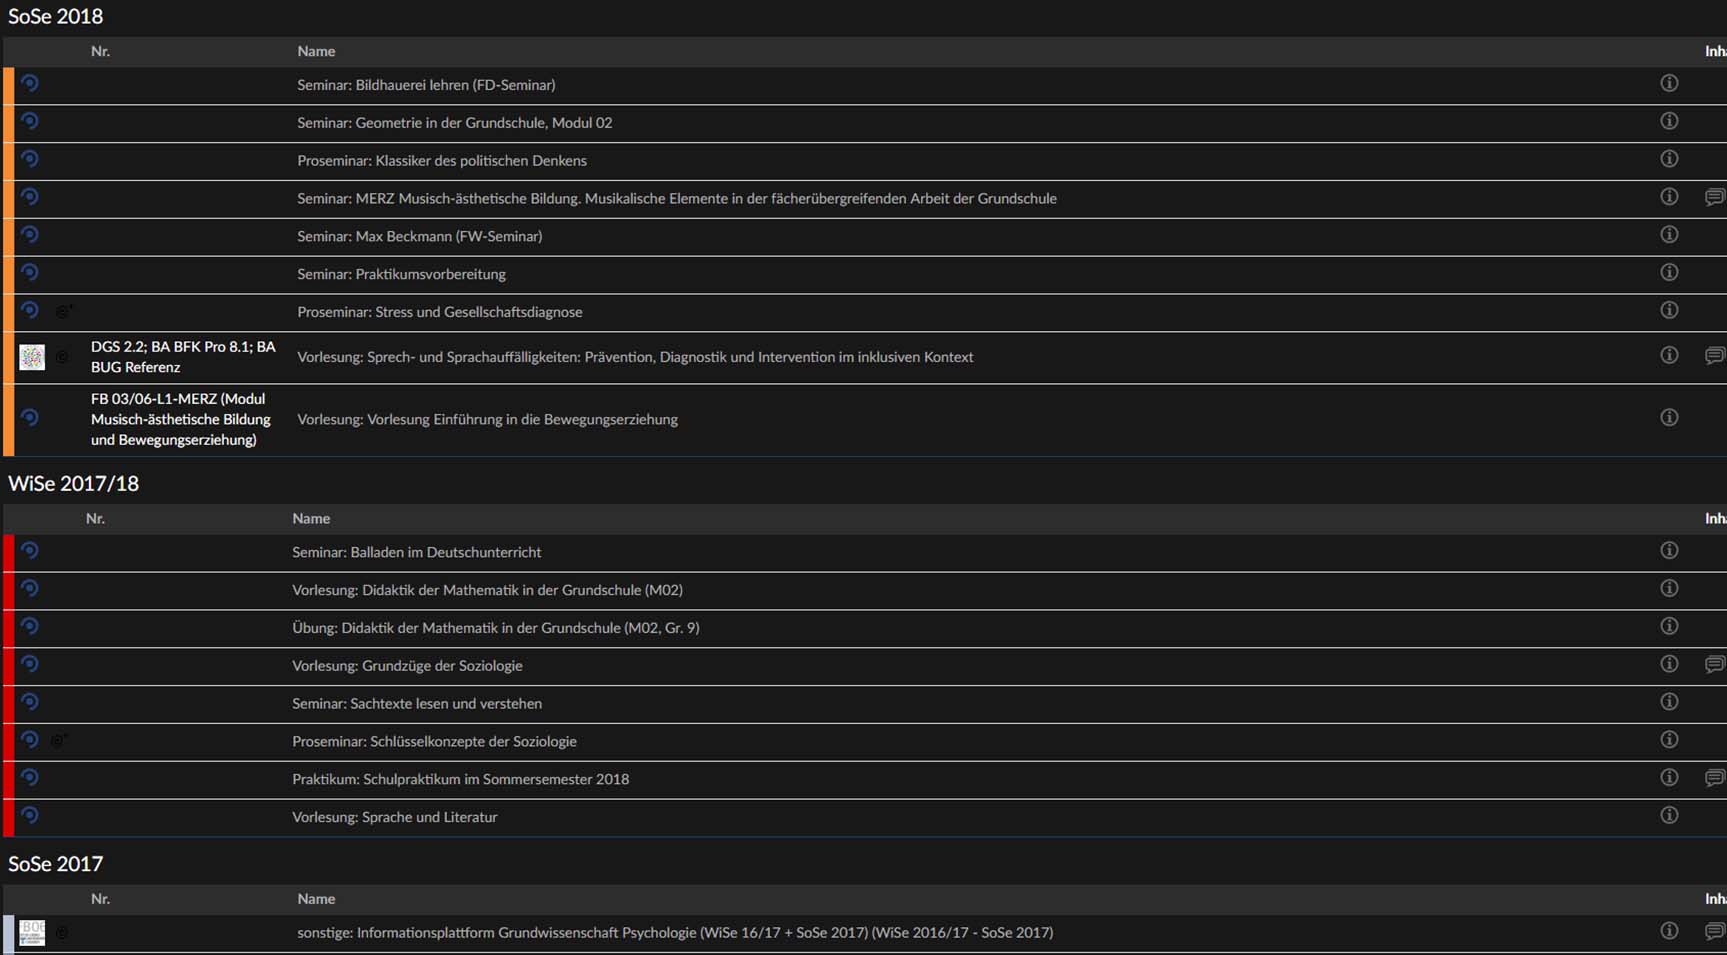 SoSe 2018
Nr. Name Inha
Seminar: Bildhauerei lehren (FD-Seminar)
Seminar: Geometrie in der Grundschule, Modul 02
Proseminar: Klassiker des politischen Denkens
Seminar: MERZ Musisch-ästhetische Bildung. Musikalische Elemente in der fächerübergreifenden Arbeit der Grundschule
Seminar: Max Beckmann (FW-Seminar)
Seminar: Praktikumsvorbereitung
Proseminar: Stress und Gesellschaftsdiagnose
DGS 2.2; BA BFK Pro 8.1; BA
BUG Referenz
Vorlesung: Sprech- und Sprachauffälligkeiten: Prävention, Diagnostik und Intervention im inklusiven Kontext
FB 03/06-L1-MERZ (Modul
Musisch-ästhetische Bildung
und Bewegungserziehung)
Vorlesung: Vorlesung Einführung in die Bewegungserziehung
WiSe 2017/18
Nr. Name Inha
Seminar: Balladen im Deutschunterricht
Vorlesung: Didaktik der Mathematik in der Grundschule (M02)
Übung: Didaktik der Mathematik in der Grundschule (M02, Gr. 9)
Vorlesung: Grundzüge der Soziologie
Seminar: Sachtexte lesen und verstehen
Proseminar: Schlüsselkonzepte der Soziologie
Praktikum: Schulpraktikum im Sommersemester 2018
Vorlesung: Sprache und Literatur
SoSe 2017
Nr. Name Inha
sonstige: Informationsplattform Grundwissenschaft Psychologie (WiSe 16/17 + SoSe 2017) (WiSe 2016/17 - SoSe 2017)